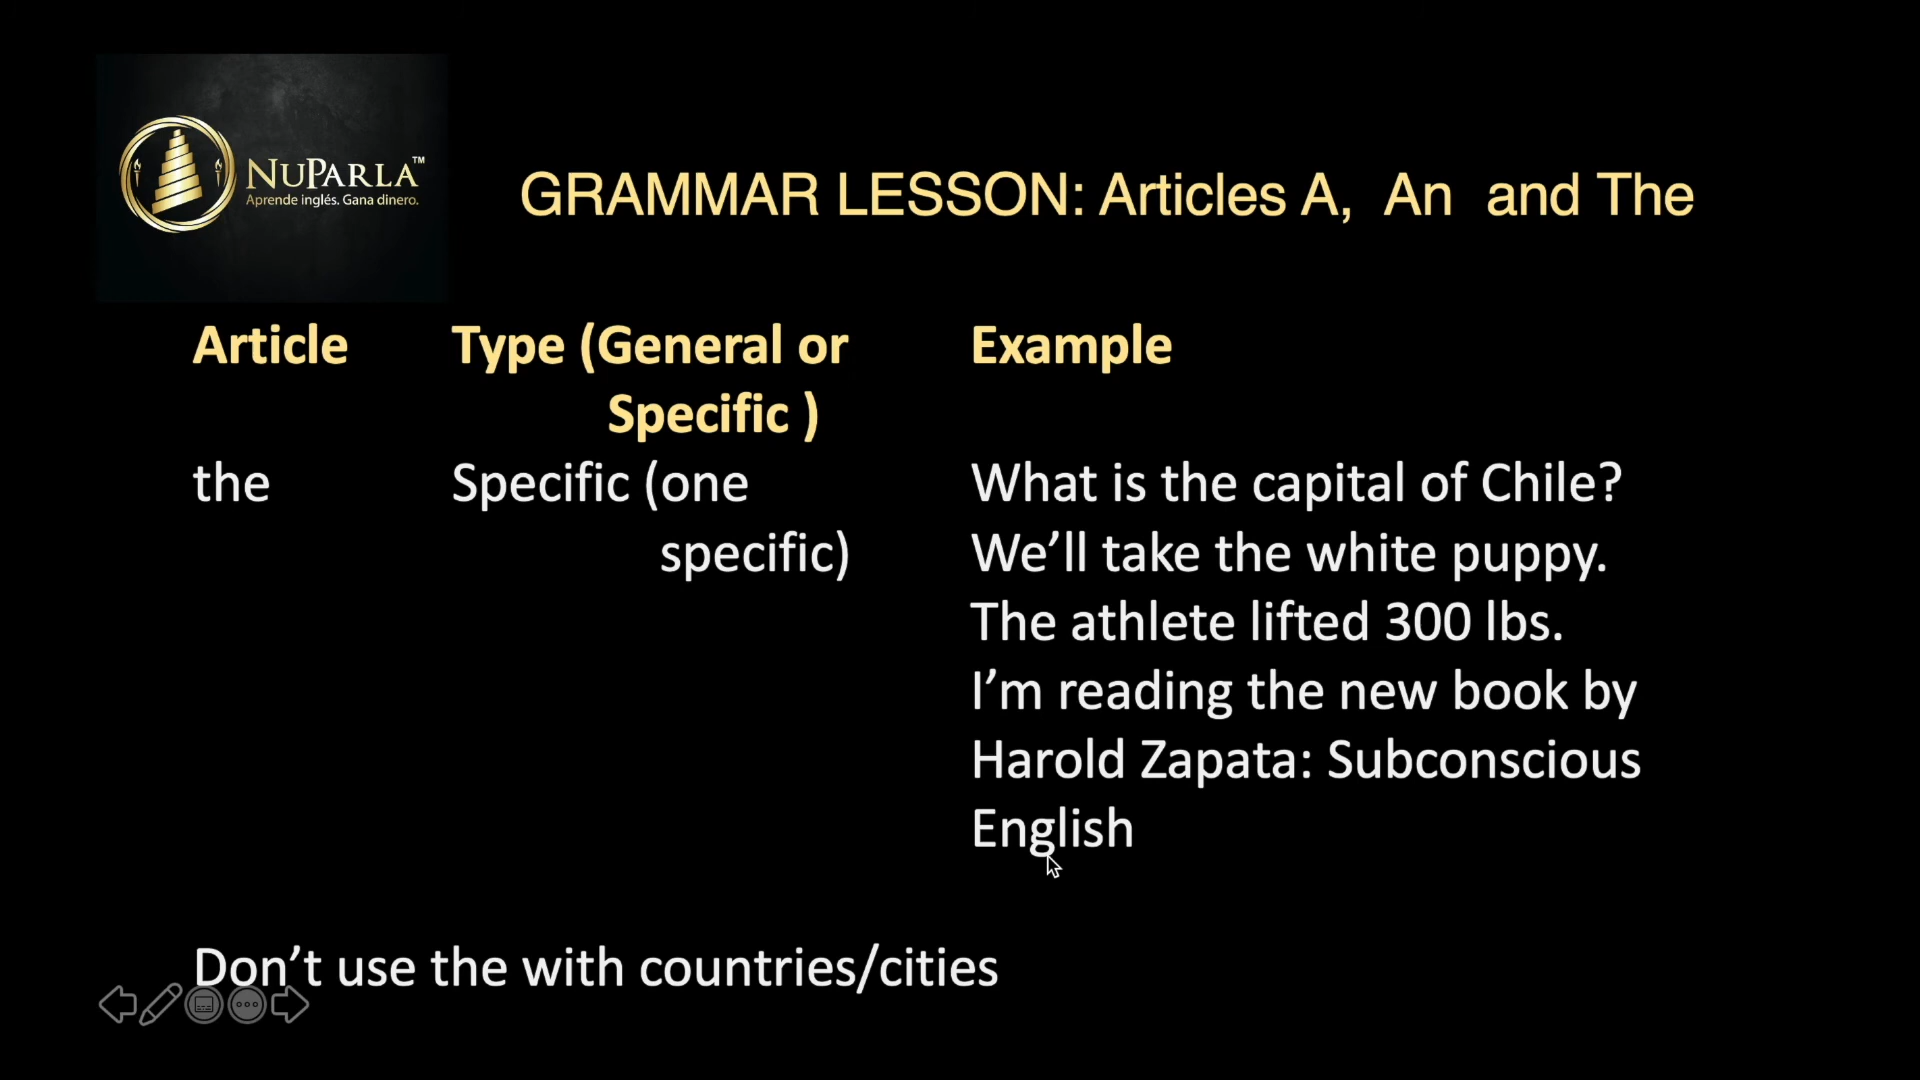 NUPARLA™
Aprende inglés. Gana dinero.
GRAMMAR LESSON: Articles A, An and The
Article Type (General or Example
Specific )
the Specific (one What is the capital of Chile?
specific) We’ll take the white puppy.
The athlete lifted 300 lbs.
I’m reading the new book by
Harold Zapata: Subconscious
English
Don’t use the with countries/cities